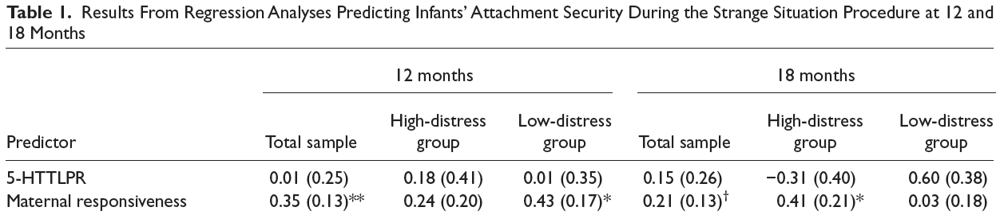 Table 1. Results From Regression Analyses Predicting Infants' Attachment Security During the Strange Situation Procedure at 12 and
18 Months
12 months 18 months
High-distress Low-distress High-distress Low-distress
Predictor Total sample group group Total sample group group
5-HTTLPR 0.01 (0.25) 0.18 (0.41) 0.01 (0.35) 0.15 (0.26) −0.31 (0.40) 0.60 (0.38)
Maternal responsiveness 0.35 (0.13)** 0.24 (0.20) 0.43 (0.17)* 0.21 (0.13)† 0.41 (0.21)* 0.03 (0.18)